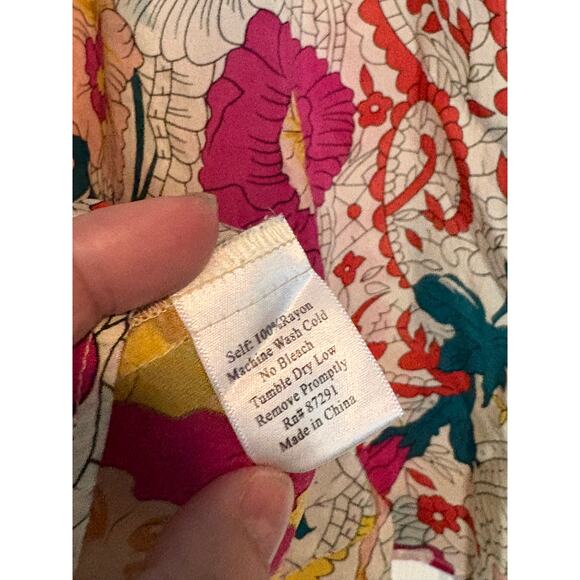 Self: 100%Rayon
Machine Wash Cold
No Bleach
Tumble Dry Low
Remove Promptly
Rn# 87291
Made in China